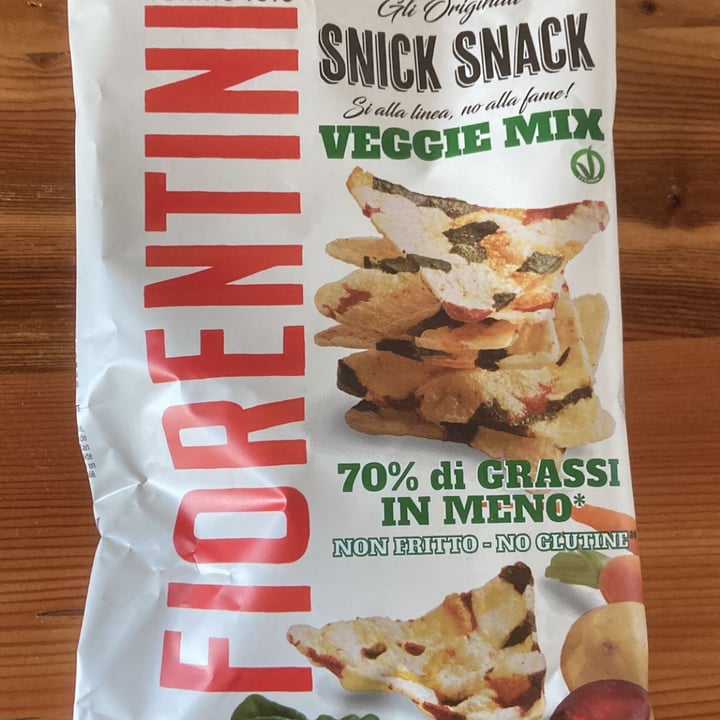 FIORENTINI
Gli Originali
SNICK SNACK
Si alla linea, no alla fame!
VEGGIE MIX
70% di GRASSI
IN MENO*
NON FRITTO - NO GLUTINE**